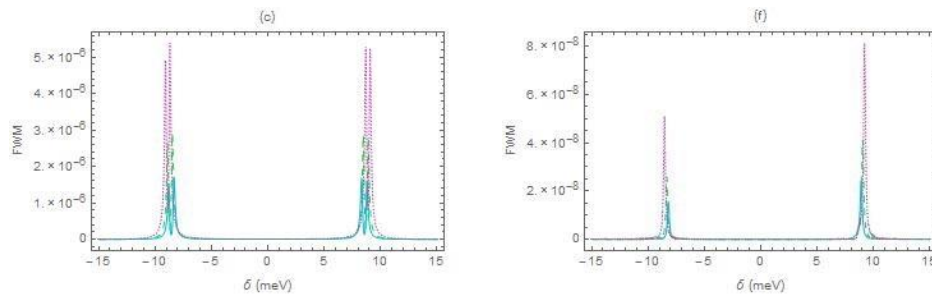 (c)
5. × 10⁻⁶
4. × 10⁻⁶
3. × 10⁻⁶
2. × 10⁻⁶
1. × 10⁻⁶
0
FWM
−15 −10 −5 0 5 10 15
δ (meV)
(f)
8. × 10⁻⁸
6. × 10⁻⁸
4. × 10⁻⁸
2. × 10⁻⁸
0
FWM
−15 −10 −5 0 5 10 15
δ (meV)